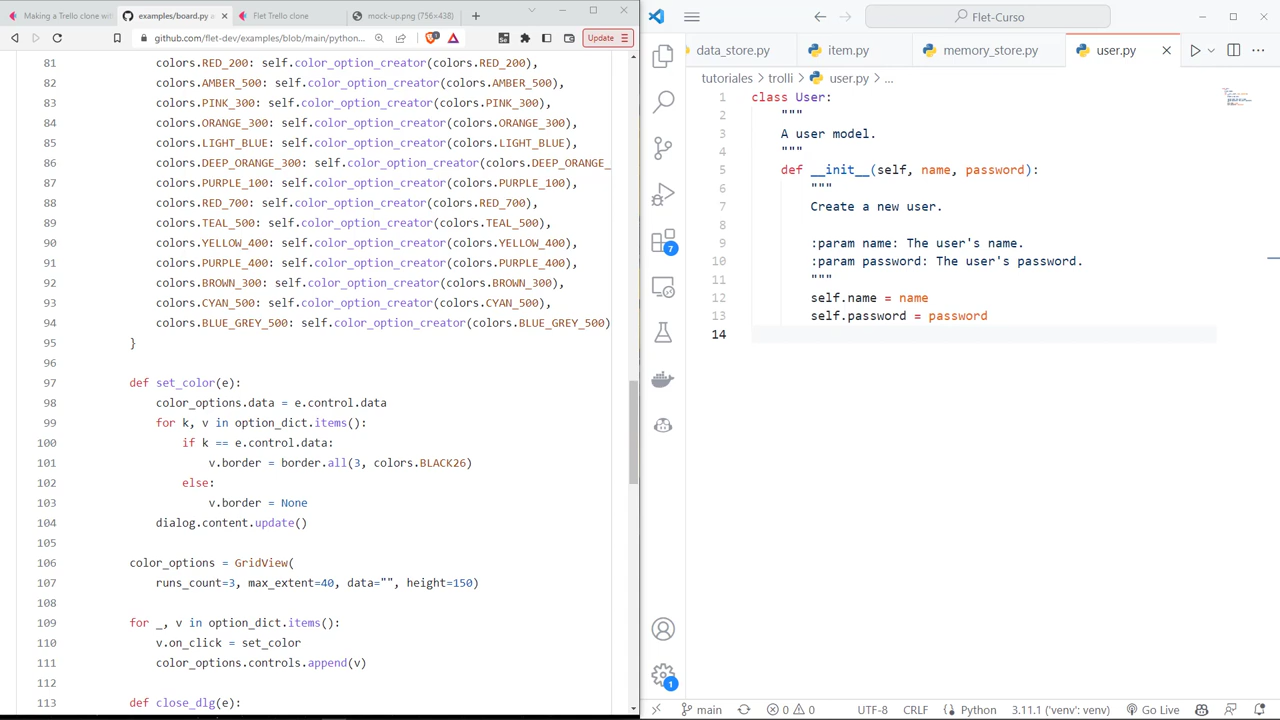 Making a Trello clone with
examples/board.py a
Flet Trello clone
mock-up.png (756×438)
github.com/flet-dev/examples/blob/main/python...
Update
81 colors.RED_200: self.color_option_creator(colors.RED_200),
82 colors.AMBER_500: self.color_option_creator(colors.AMBER_500),
83 colors.PINK_300: self.color_option_creator(colors.PINK_300),
84 colors.ORANGE_300: self.color_option_creator(colors.ORANGE_300),
85 colors.LIGHT_BLUE: self.color_option_creator(colors.LIGHT_BLUE),
86 colors.DEEP_ORANGE_300: self.color_option_creator(colors.DEEP_ORANGE_
87 colors.PURPLE_100: self.color_option_creator(colors.PURPLE_100),
88 colors.RED_700: self.color_option_creator(colors.RED_700),
89 colors.TEAL_500: self.color_option_creator(colors.TEAL_500),
90 colors.YELLOW_400: self.color_option_creator(colors.YELLOW_400),
91 colors.PURPLE_400: self.color_option_creator(colors.PURPLE_400),
92 colors.BROWN_300: self.color_option_creator(colors.BROWN_300),
93 colors.CYAN_500: self.color_option_creator(colors.CYAN_500),
94 colors.BLUE_GREY_500: self.color_option_creator(colors.BLUE_GREY_500)
95 }
96
97 def set_color(e):
98 color_options.data = e.control.data
99 for k, v in option_dict.items():
100 if k == e.control.data:
101 v.border = border.all(3, colors.BLACK26)
102 else:
103 v.border = None
104 dialog.content.update()
105
106 color_options = GridView(
107 runs_count=3, max_extent=40, data="", height=150)
108
109 for _, v in option_dict.items():
110 v.on_click = set_color
111 color_options.controls.append(v)
112
113 def close_dlg(e):
Flet-Curso
data_store.py
item.py
memory_store.py
user.py
tutoriales > trolli > user.py > ...
1 class User:
2 """
3 A user model.
4 """
5 def __init__(self, name, password):
6 """
7 Create a new user.
8
9 :param name: The user's name.
10 :param password: The user's password.
11 """
12 self.name = name
13 self.password = password
14
7
1
main
0 0
UTF-8
CRLF
Python
3.11.1 ('venv': venv)
Go Live